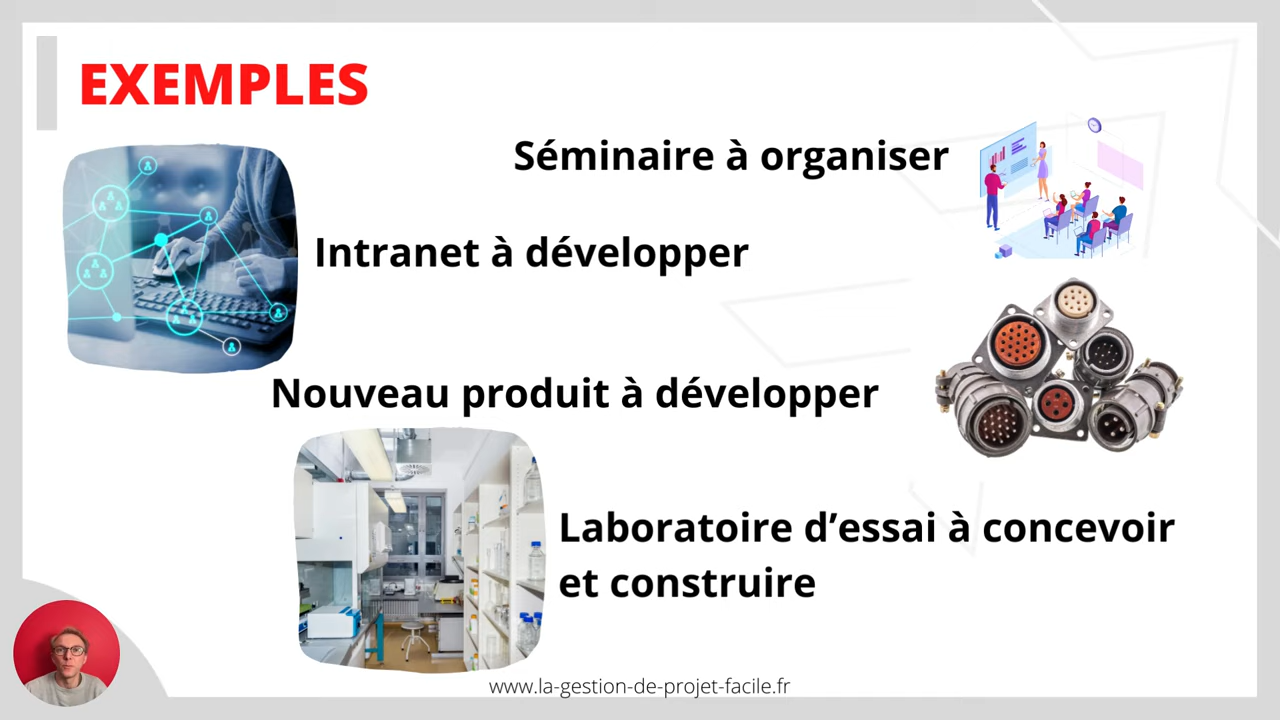 EXEMPLES
Séminaire à organiser
Intranet à développer
Nouveau produit à développer
Laboratoire d’essai à concevoir
et construire
www.la-gestion-de-projet-facile.fr